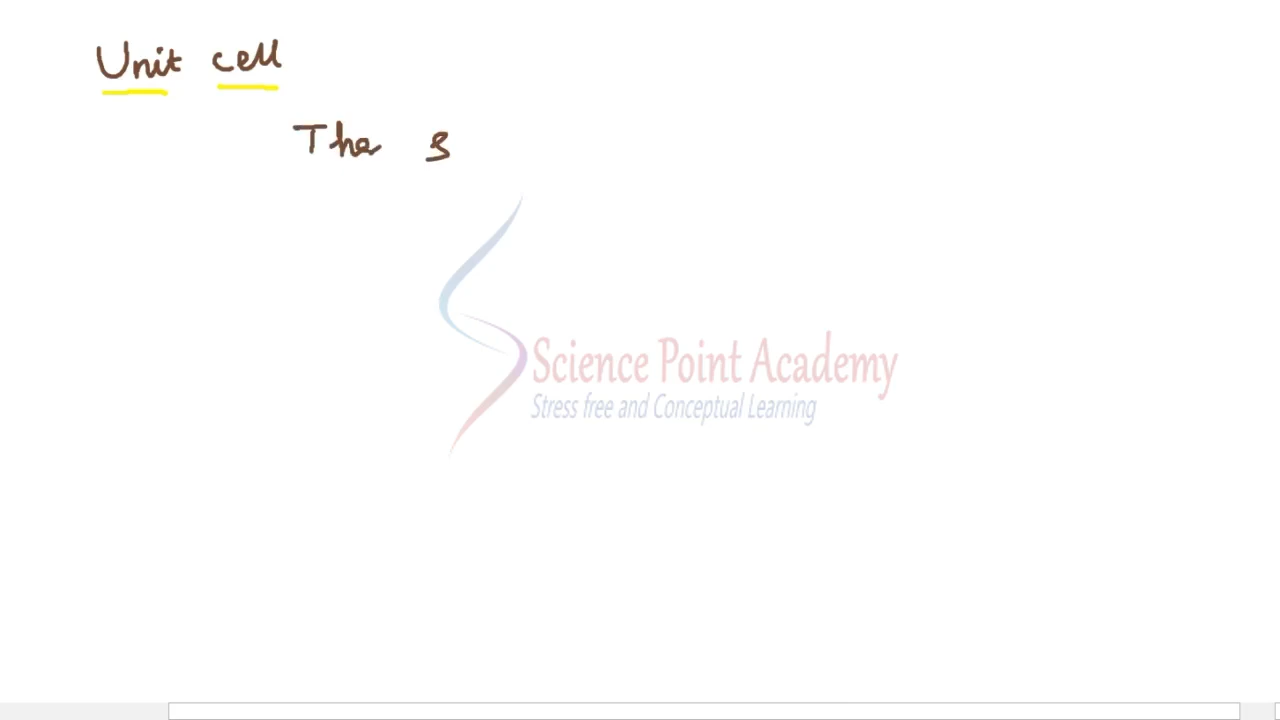 Unit cell
The s
Science Point Academy
Stress free and Conceptual Learning